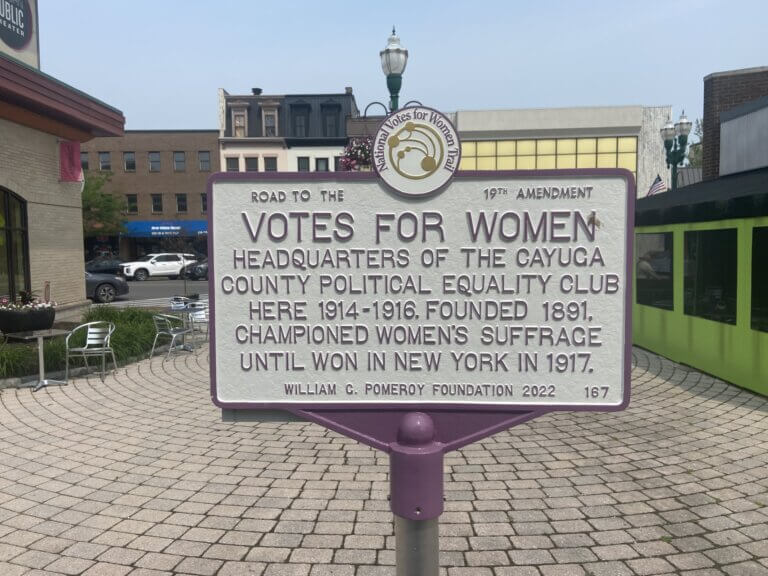 PUBLIC
THEATER
National Votes for Women Trail
ROAD TO THE 19TH AMENDMENT
VOTES FOR WOMEN
HEADQUARTERS OF THE CAYUGA
COUNTY POLITICAL EQUALITY CLUB
HERE 1914-1916. FOUNDED 1891,
CHAMPIONED WOMEN'S SUFFRAGE
UNTIL WON IN NEW YORK IN 1917.
WILLIAM G. POMEROY FOUNDATION 2022 167